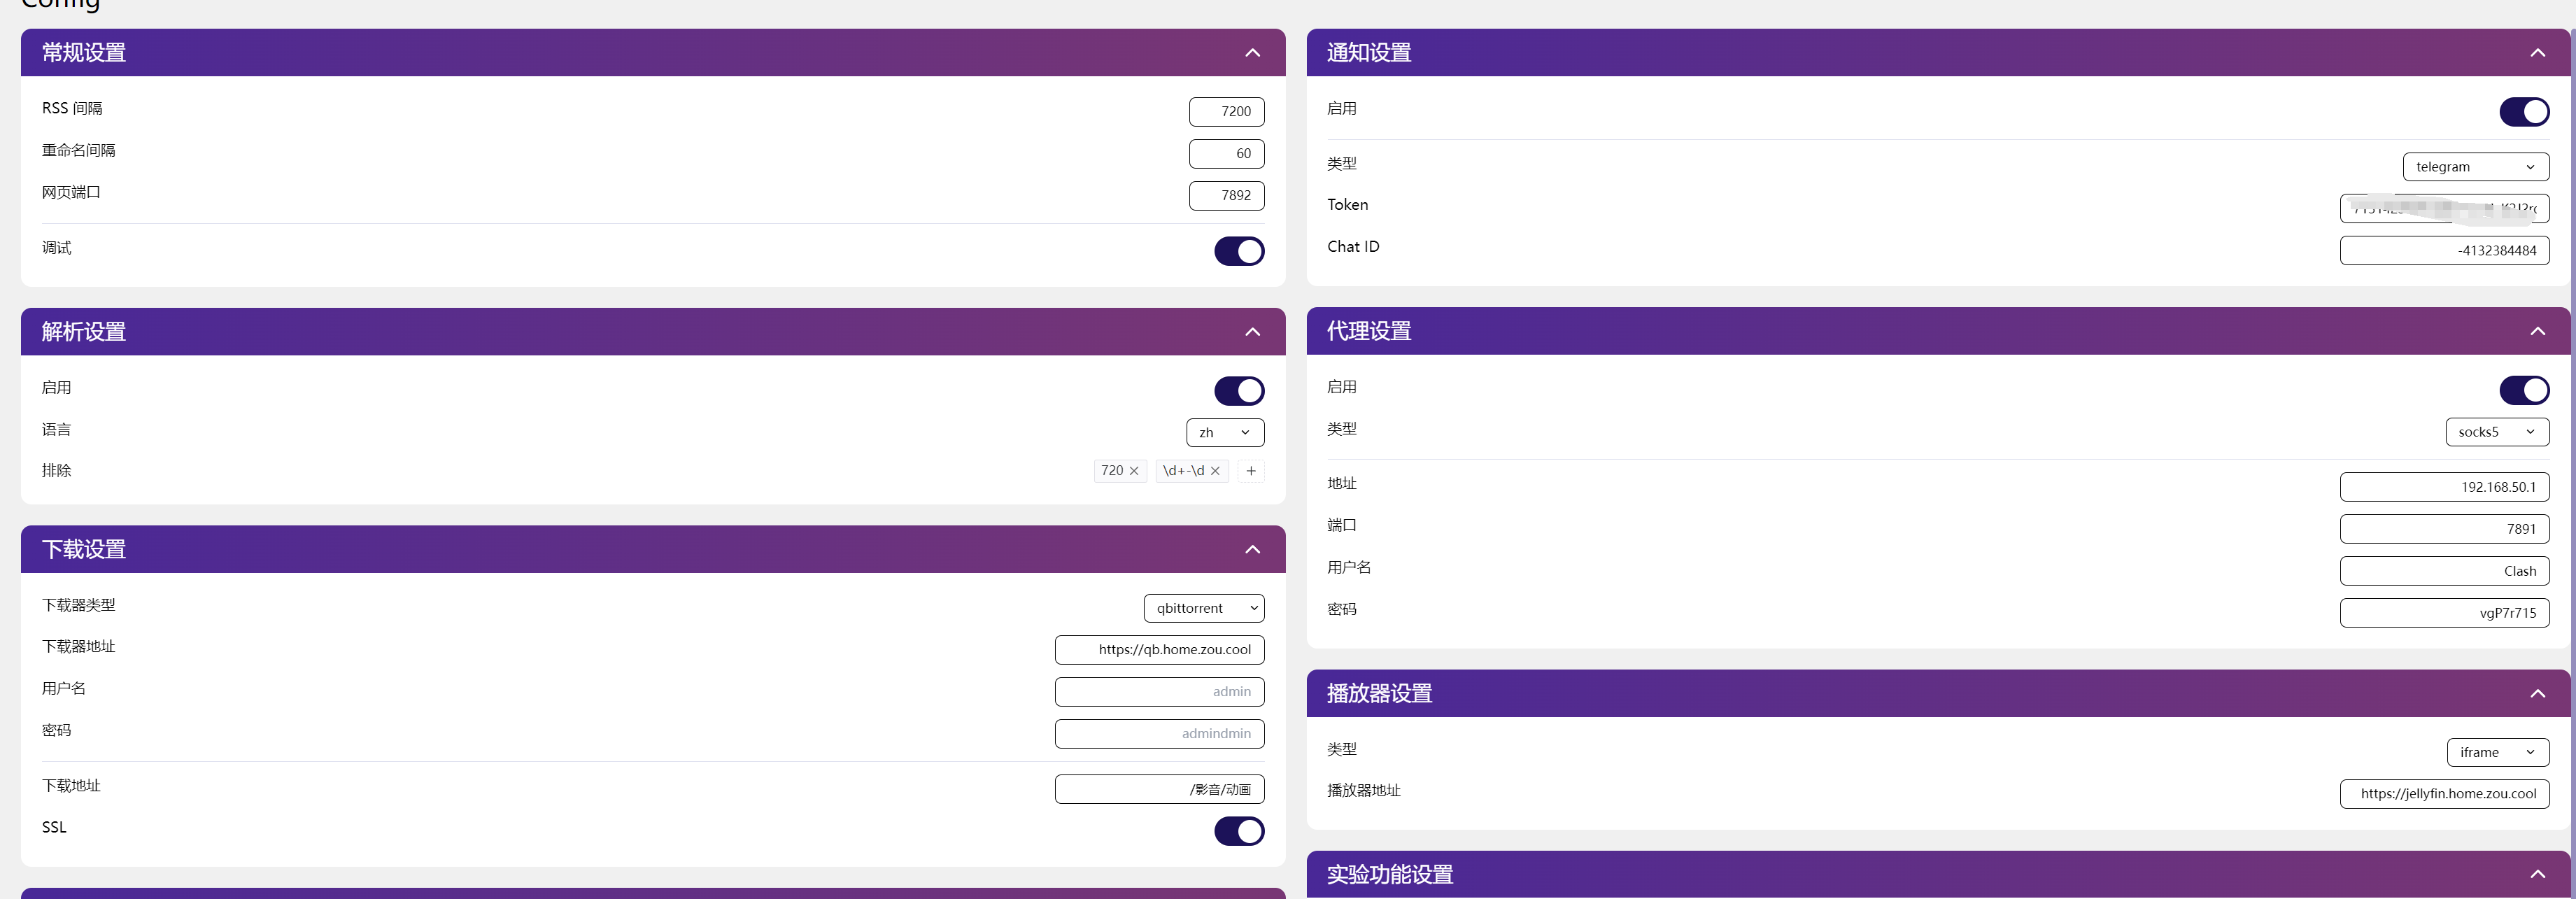 Config
常规设置
RSS 间隔
7200
重命名间隔
60
网页端口
7892
调试
解析设置
启用
语言
zh
排除
720
\d+-\d
下载设置
下载器类型
qbittorrent
下载器地址
https://qb.home.zou.cool
用户名
admin
密码
admindmin
下载地址
/影音/动画
SSL
通知设置
启用
类型
telegram
Token
Chat ID
-4132384484
代理设置
启用
类型
socks5
地址
192.168.50.1
端口
7891
用户名
Clash
密码
vgP7r715
播放器设置
类型
iframe
播放器地址
https://jellyfin.home.zou.cool
实验功能设置